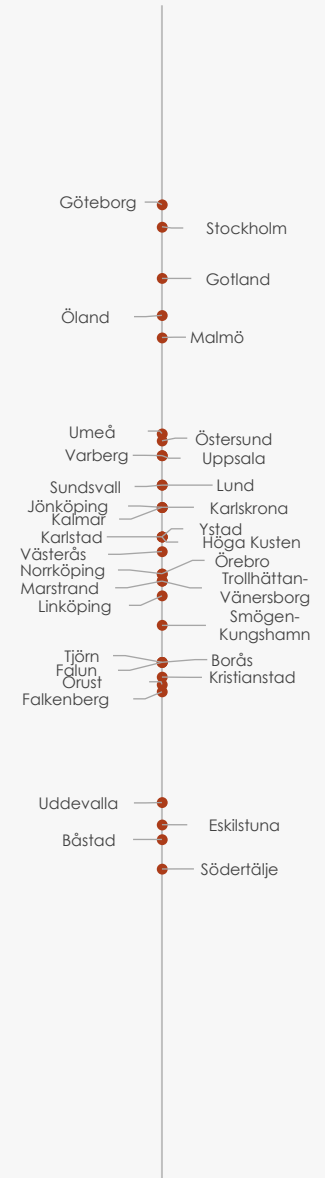 Göteborg
Stockholm
Gotland
Öland
Malmö
Umeå
Östersund
Varberg
Uppsala
Sundsvall
Lund
Jönköping
Karlskrona
Kalmar
Ystad
Karlstad
Höga Kusten
Västerås
Örebro
Norrköping
Trollhättan-
Marstrand
Vänersborg
Linköping
Smögen-
Kungshamn
Tjörn
Borås
Falun
Kristianstad
Orust
Falkenberg
Uddevalla
Eskilstuna
Båstad
Södertälje